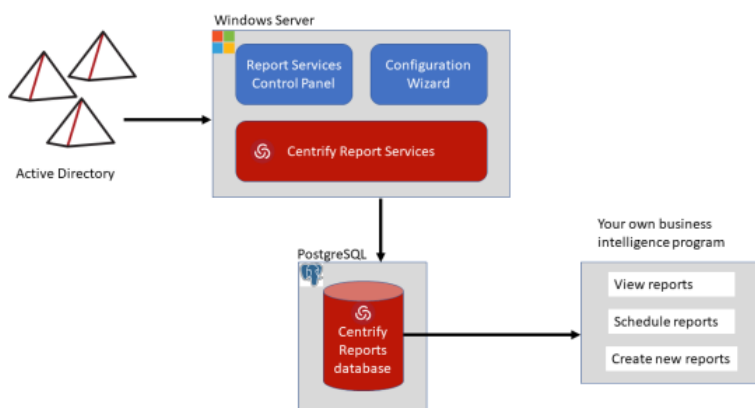 Windows Server
Report Services
Control Panel
Configuration
Wizard
Centrify Report Services
Active Directory
PostgreSQL
Centrify
Reports
database
Your own business
intelligence program
View reports
Schedule reports
Create new reports